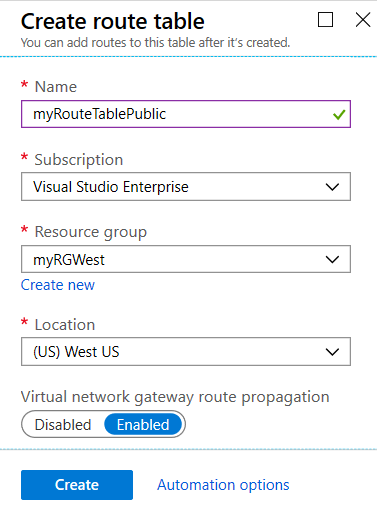 Create route table
You can add routes to this table after it's created.
* Name
myRouteTablePublic
* Subscription
Visual Studio Enterprise
* Resource group
myRGWest
Create new
* Location
(US) West US
Virtual network gateway route propagation
Disabled Enabled
Create Automation options